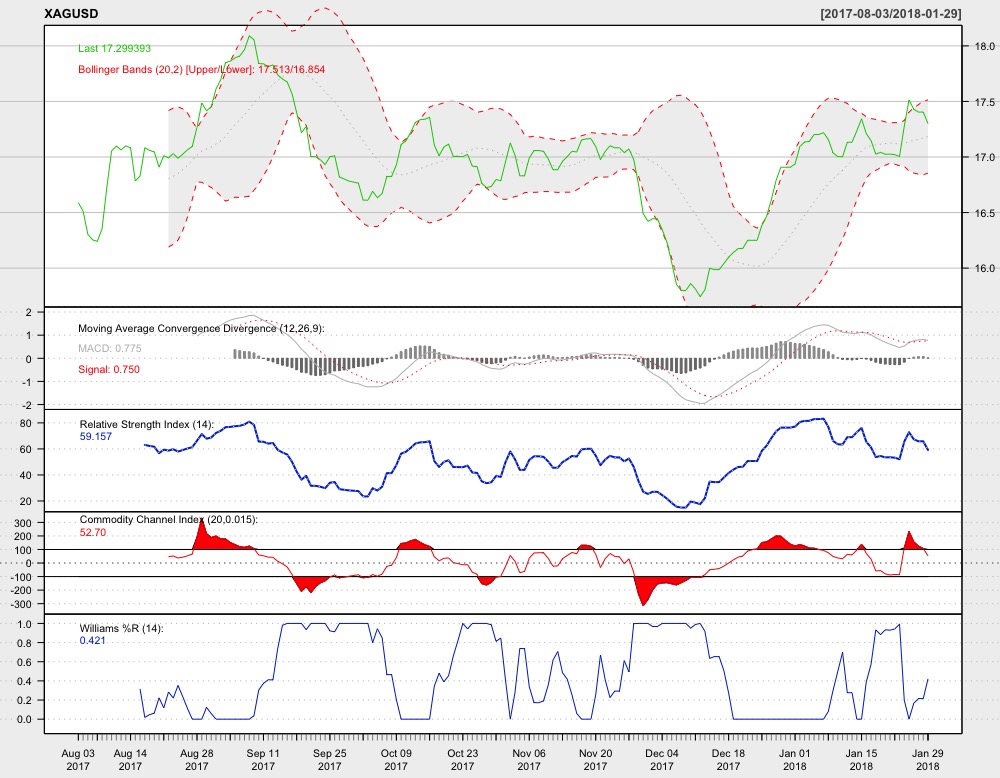 XAGUSD [2017-08-03/2018-01-29]
Last 17.299393
Bollinger Bands (20,2) [Upper/Lower]: 17.513/16.854
18.0
17.5
17.0
16.5
16.0
Moving Average Convergence Divergence (12,26,9):
MACD: 0.775
Signal: 0.750
2
1
0
-1
-2
Relative Strength Index (14):
59.157
80
60
40
20
Commodity Channel Index (20,0.015):
52.70
300
200
100
0
-100
-200
-300
Williams %R (14):
0.421
1.0
0.8
0.6
0.4
0.2
0.0
Aug 03 Aug 14 Aug 28 Sep 11 Sep 25 Oct 09 Oct 23 Nov 06 Nov 20 Dec 04 Dec 18 Jan 01 Jan 15 Jan 29
2017 2017 2017 2017 2017 2017 2017 2017 2017 2017 2017 2018 2018 2018